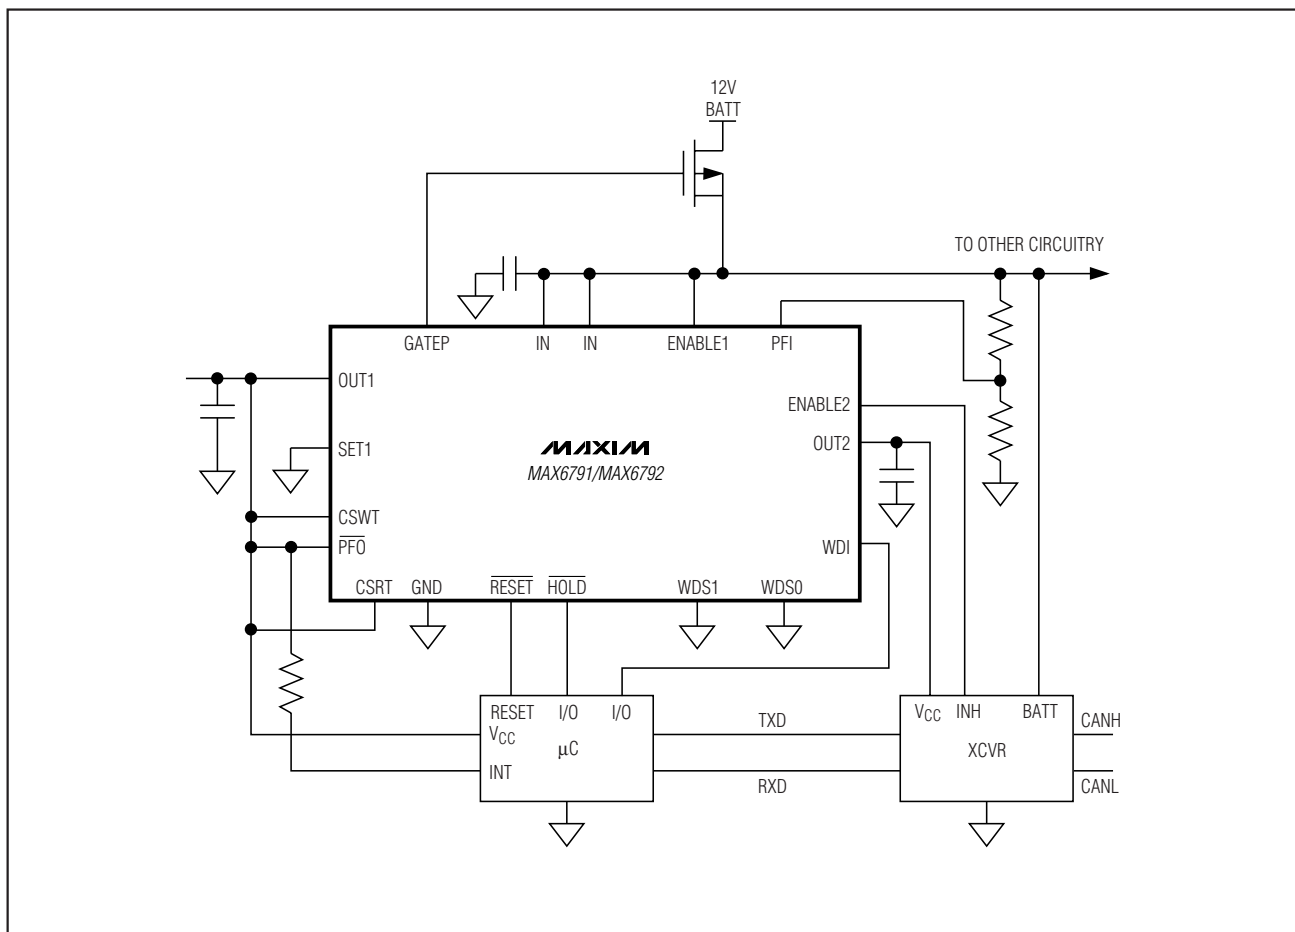 12V
BATT
TO OTHER CIRCUITRY
GATEP
IN
IN
ENABLE1
PFI
OUT1
ENABLE2
OUT2
SET1
MAXIM
MAX6791/MAX6792
CSWT
PFO
WDI
CSRT
GND
RESET
HOLD
WDS1
WDS0
RESET
I/O
I/O
VCC
µC
INT
TXD
RXD
VCC
INH
BATT
XCVR
CANH
CANL